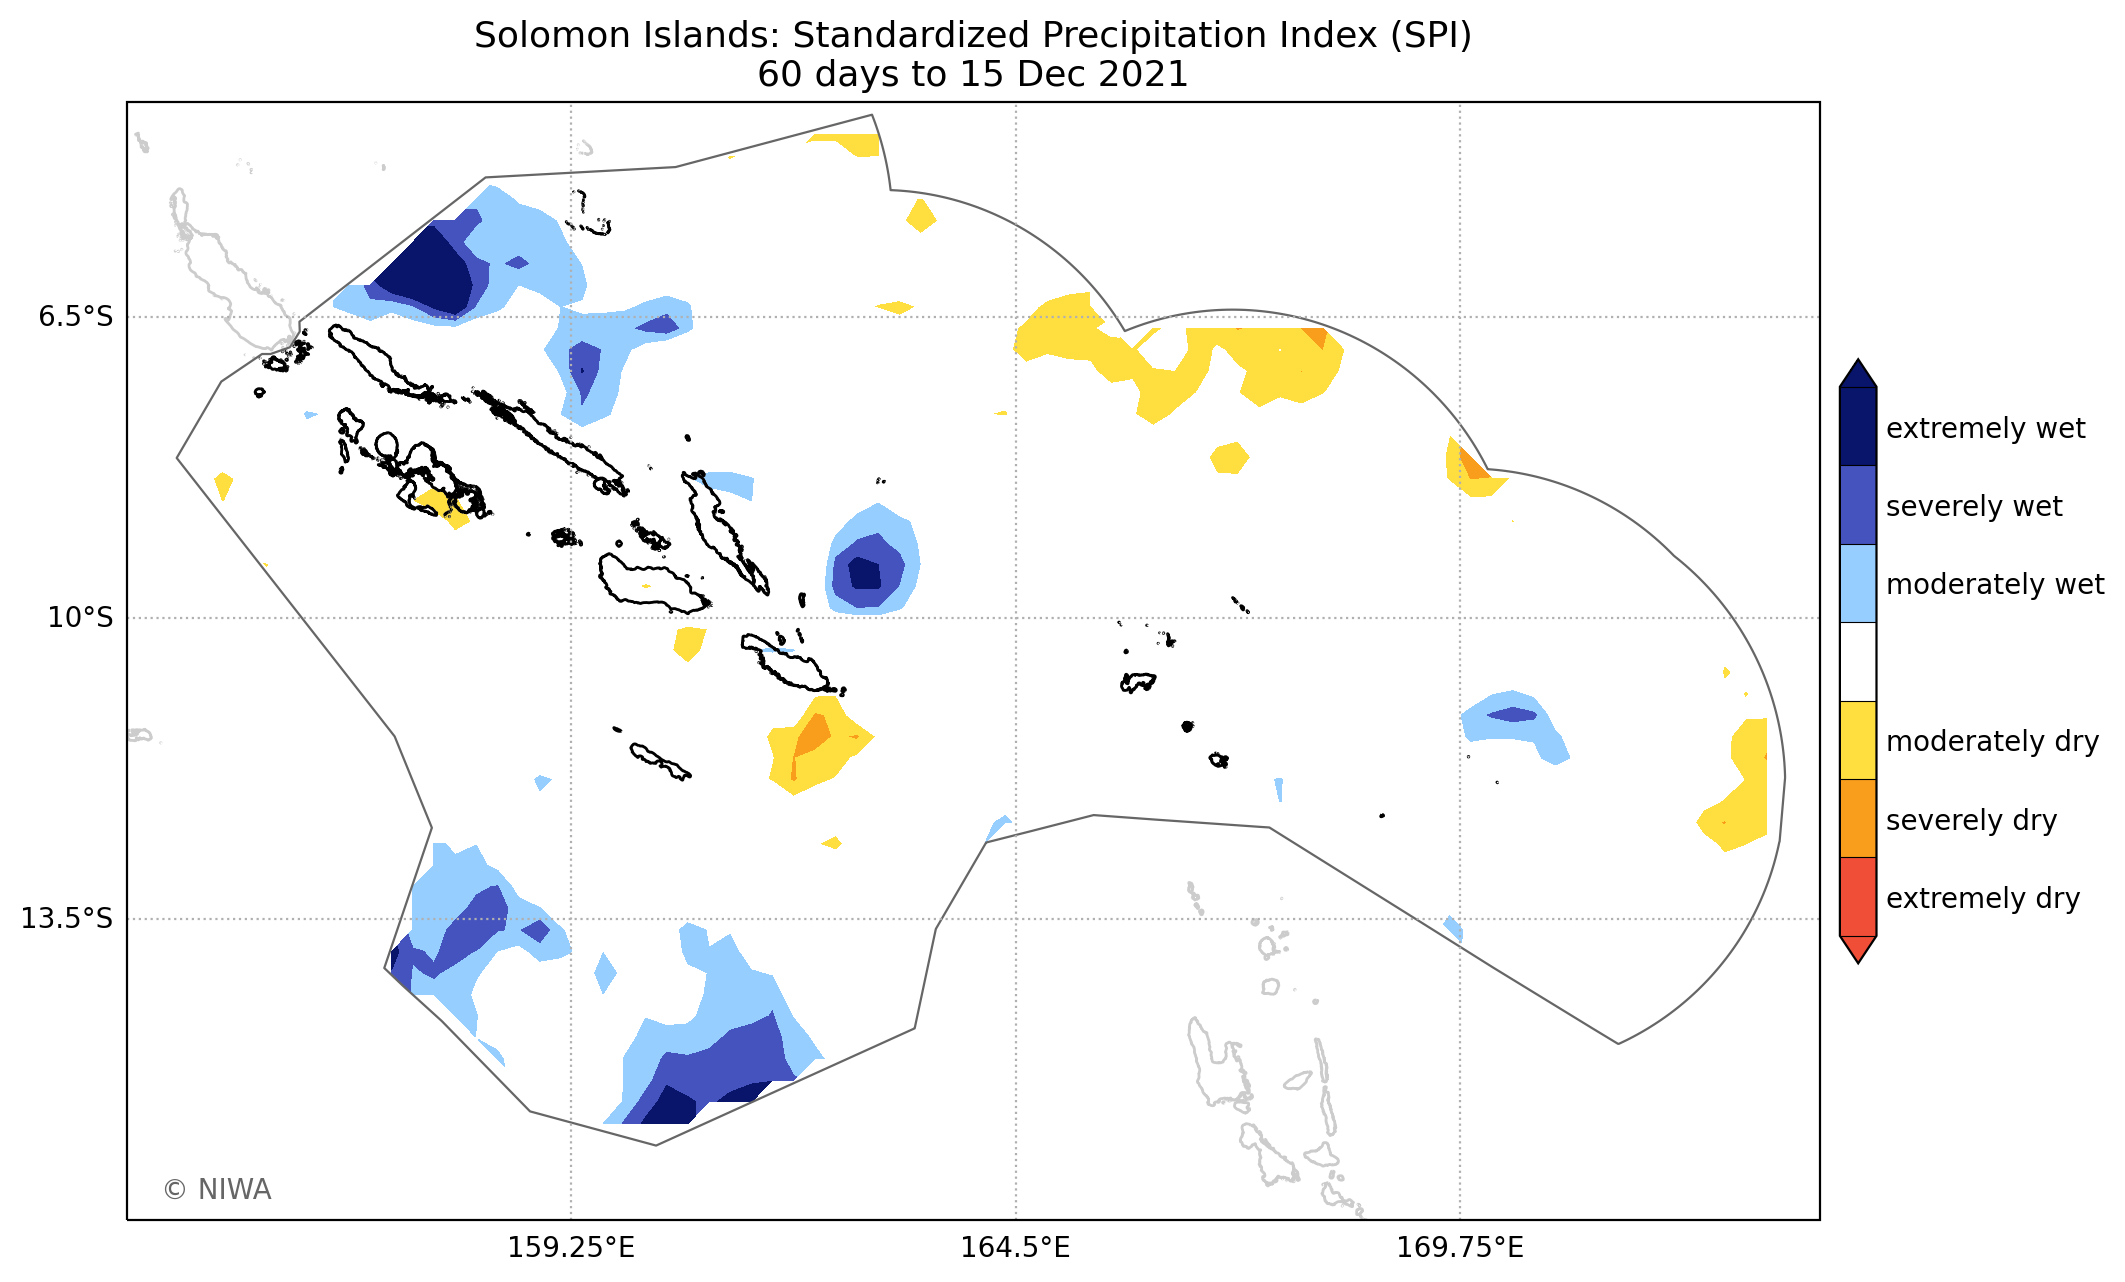 Solomon Islands: Standardized Precipitation Index (SPI)
60 days to 15 Dec 2021
6.5°S
10°S
13.5°S
159.25°E
164.5°E
169.75°E
extremely wet
severely wet
moderately wet
moderately dry
severely dry
extremely dry
© NIWA